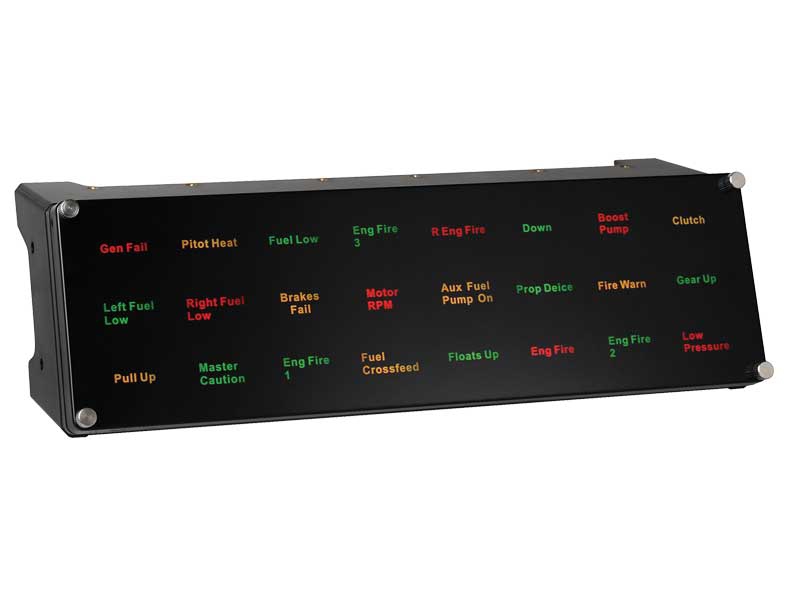 Gen Fail
Pitot Heat
Fuel Low
Eng Fire
3
R Eng Fire
Down
Boost
Pump
Clutch
Left Fuel
Low
Right Fuel
Low
Brakes
Fail
Motor
RPM
Aux Fuel
Pump On
Prop Deice
Fire Warn
Gear Up
Pull Up
Master
Caution
Eng Fire
1
Fuel
Crossfeed
Floats Up
Eng Fire
Eng Fire
2
Low
Pressure